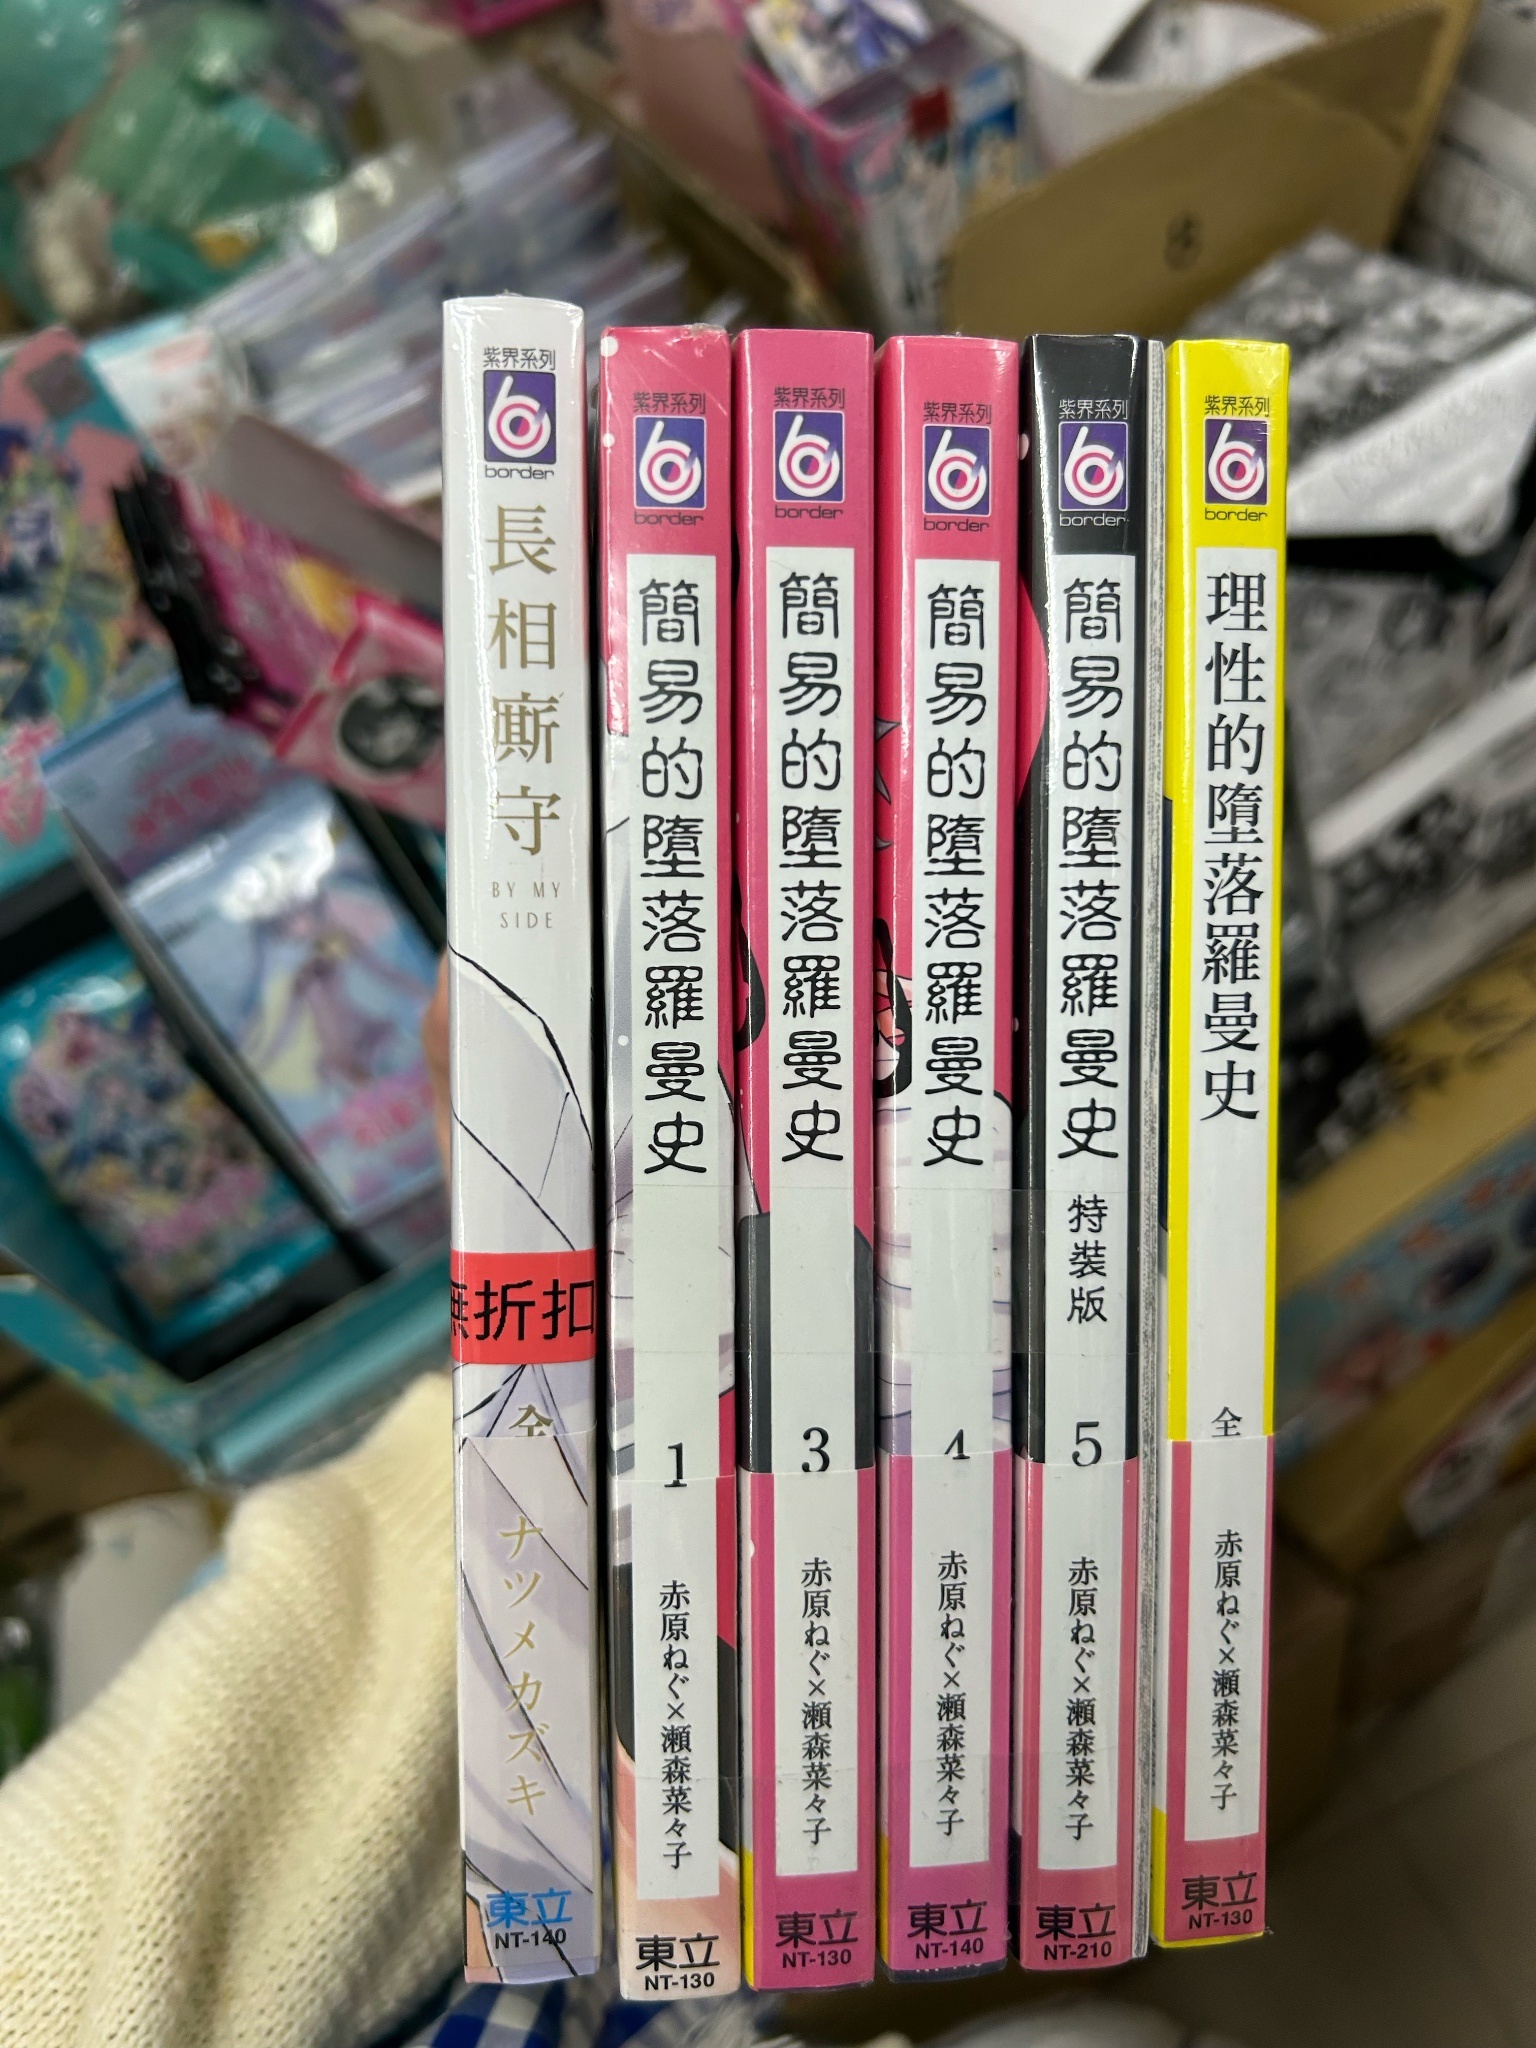 紫界系列
border
長相廝守
BY MY
SIDE
折扣
全
ナツメカズキ
東立
NT-140
紫界系列
border
簡易的墮落羅曼史
1
赤原ねぐ×瀬森菜々子
東立
NT-130
紫界系列
border
簡易的墮落羅曼史
3
赤原ねぐ×瀬森菜々子
東立
NT-130
紫界系列
border
簡易的墮落羅曼史
4
赤原ねぐ×瀬森菜々子
東立
NT-140
紫界系列
border
簡易的墮落羅曼史
特裝版
5
赤原ねぐ×瀬森菜々子
東立
NT-210
紫界系列
border
理性的墮落羅曼史
全
赤原ねぐ×瀬森菜々子
東立
NT-130